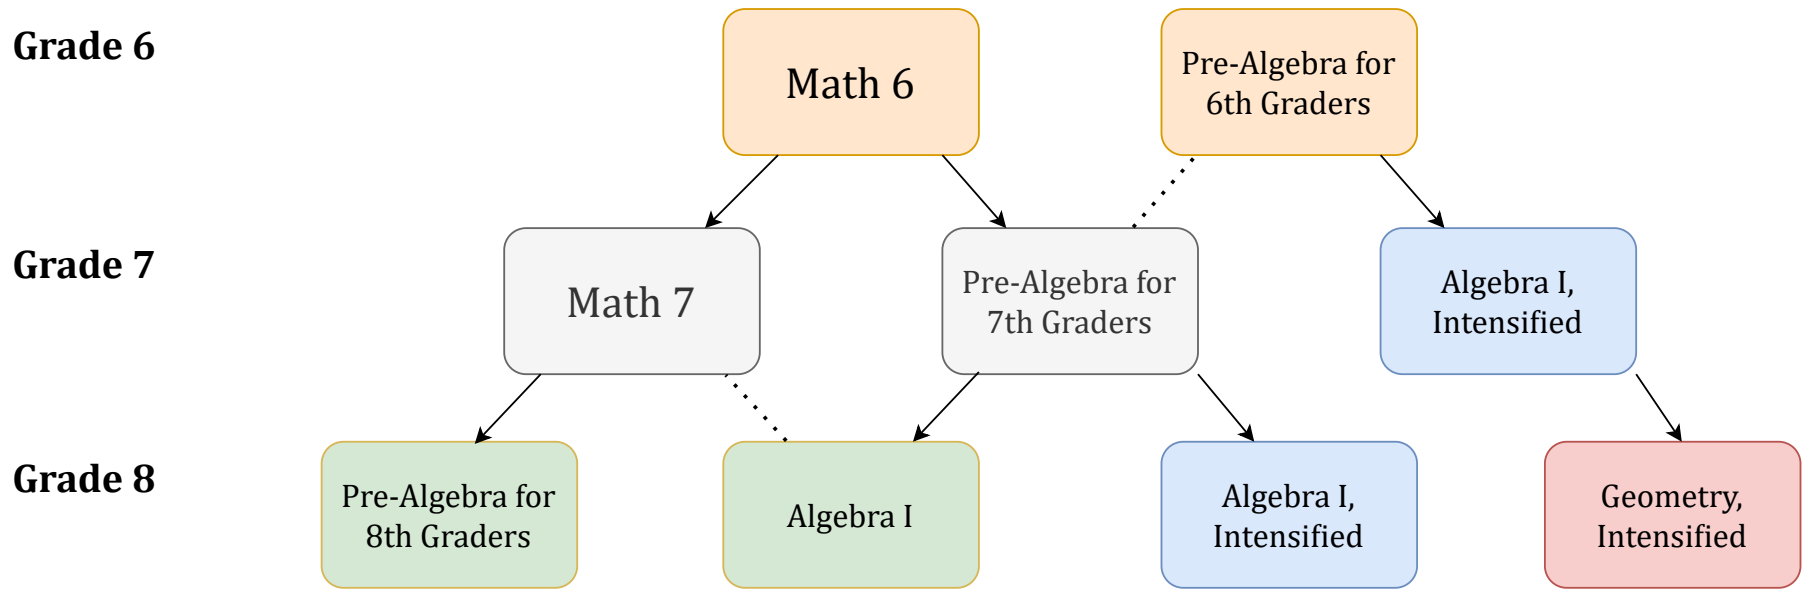 Grade 6
Math 6
Pre-Algebra for
6th Graders
Grade 7
Math 7
Pre-Algebra for
7th Graders
Algebra I,
Intensified
Grade 8
Pre-Algebra for
8th Graders
Algebra I
Algebra I,
Intensified
Geometry,
Intensified